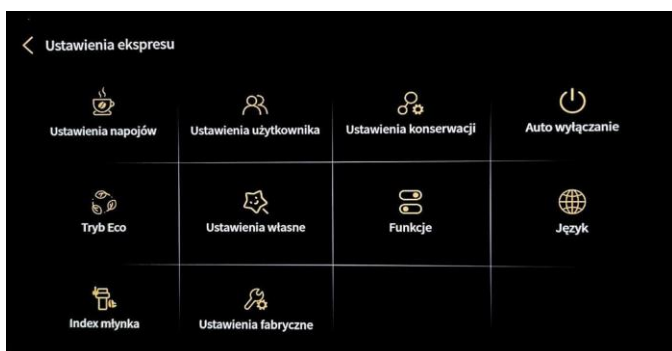 Ustawienia ekspresu
Ustawienia napojów
Ustawienia użytkownika
Ustawienia konserwacji
Auto wyłączanie
Tryb Eco
Ustawienia własne
Funkcje
Język
Index młynka
Ustawienia fabryczne